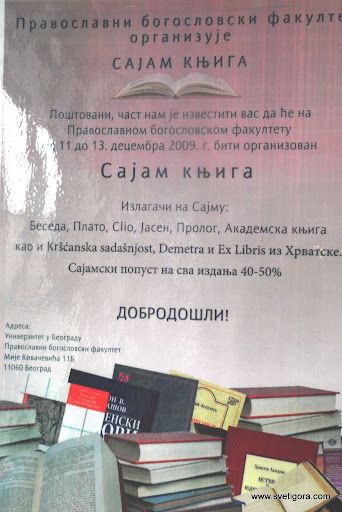 Православни богословски факулте
организује
САЈАМ КЊИГА
Поштовани, част нам је известити вас да ће на
Православном богословском факултету
11 до 13. децембра 2009. г. бити организован
Сајам књига
Излагачи на Сајму:
Беседа, Плато, Clio, Јасен, Пролог, Академска књига
као и Kršćanska sadašnjost, Demetra и Ex Libris из Хрватске.
Сајамски попуст на сва издања 40-50%
ДОБРОДОШЛИ!
Адреса:
Универзитет у Београду
Православни богословски факултет
Мије Ковачевића 11Б
11060 Београд
www.svetigora.com